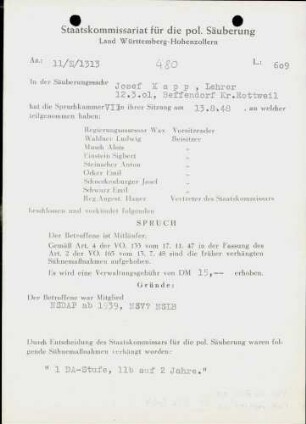 Staatskommissariat für die pol. Säuberung
Land Württemberg-Hohenzollern
Az.: 11/Z/1313 480 L: 609
In der Säuberungssache Josef Kapp, Lehrer
12.3.01, Seffendorf Kr.Rottweil
hat die Spruchkammer VII in ihrer Sitzung am 13.8.48 , an welcher
teilgenommen haben:
Regierungsassessor Wax Vorsitzender
Waldner Ludwig Beisitzer
Munsk Alois "
Einstein Sigbert "
Steinacher Anton "
Osker Emil "
Schneckenburger Josef "
Schwarz Emil "
Reg.August. Hauser Vertreter des Staatskommissars
beschlossen und verkündet folgenden
SPRUCH
Der Betroffene ist Mitläufer.
Gemäß Art. 4 der VO. 133 vom 17. 11. 47 in der Fassung des
Art. 2 der VO. 165 vom 13. 7. 48 sind die früher verhängten
Sühnemaßnahmen aufgehoben.
Es wird eine Verwaltungsgebühr von DM 15,-- erhoben.
Gründe:
Der Betroffene war Mitglied
NSDAP ab 1939, NSV? NSLB
Durch Entscheidung des Staatskommissars für die pol. Säuberung waren fol-
gende Sühnemaßnahmen verhängt worden:
" 1 DA-Stufe, 11b auf 2 Jahre."